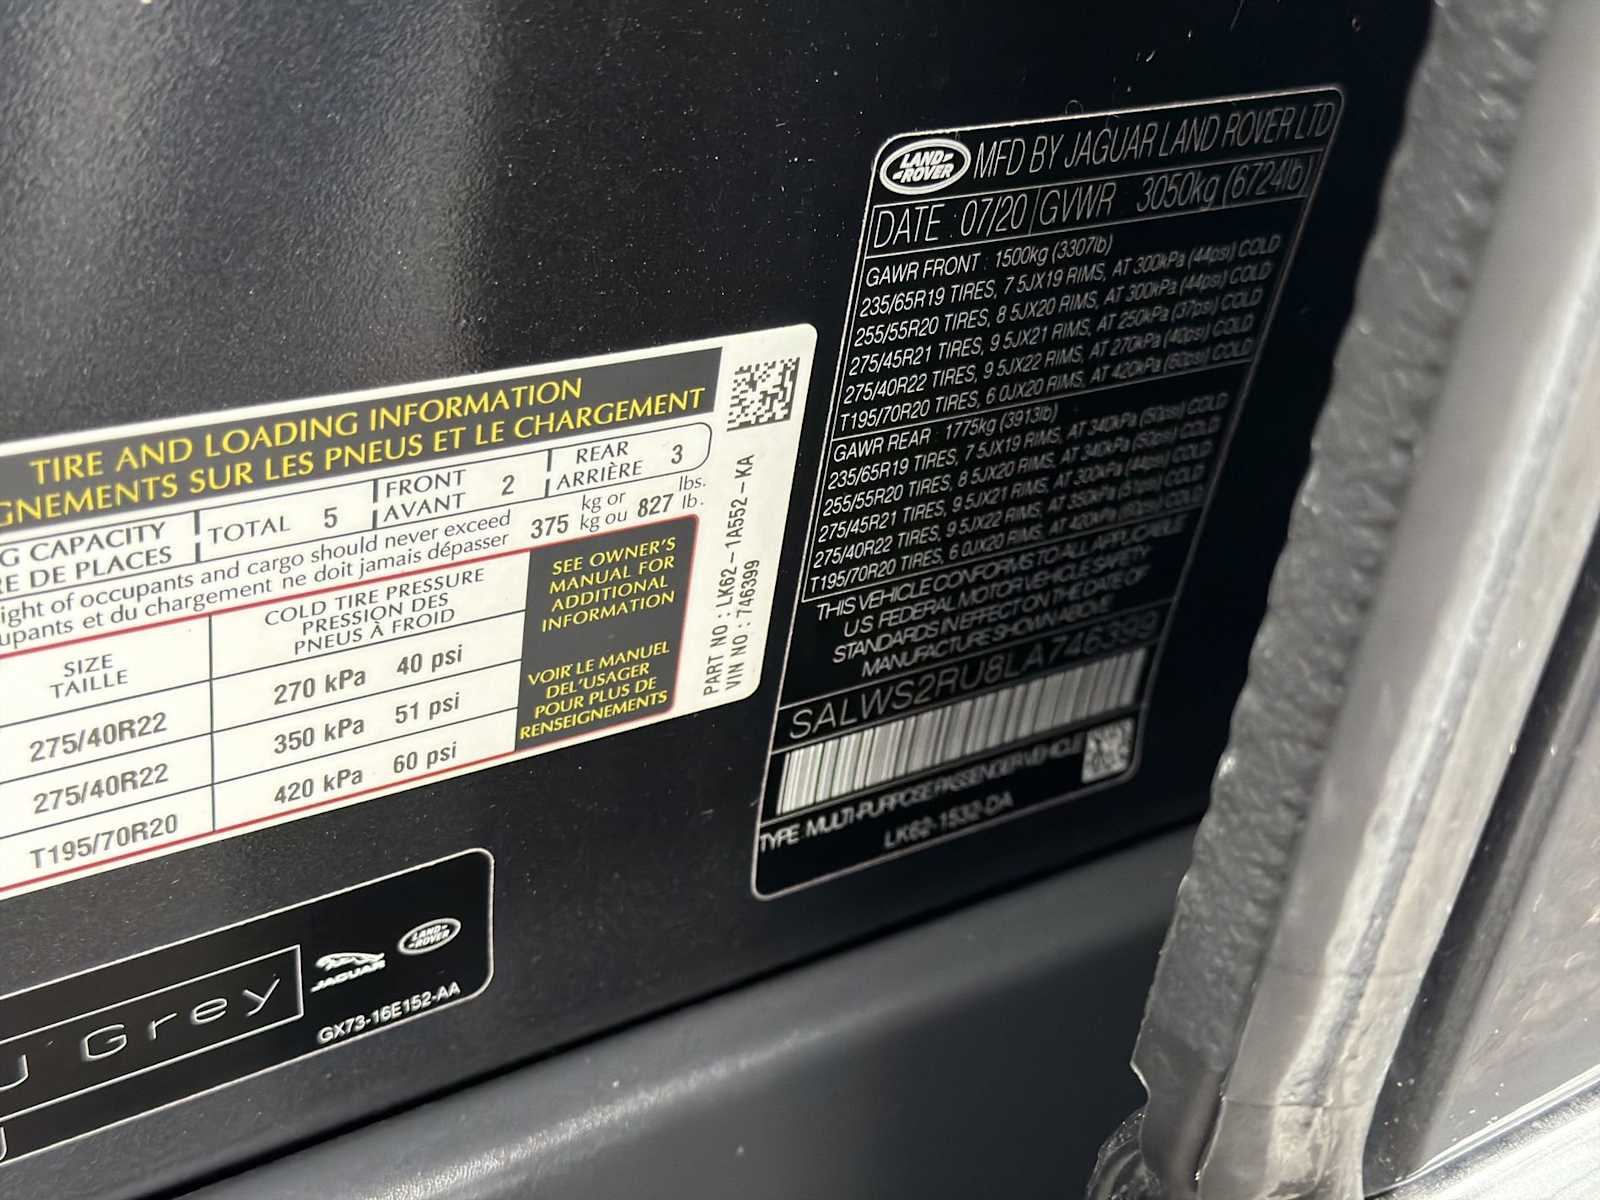 TIRE AND LOADING INFORMATION
GNEMENTS SUR LES PNEUS ET LE CHARGEMENT
G CAPACITY
RE DE PLACES
TOTAL 5
FRONT
AVANT 2
REAR
ARRIÈRE 3
ight of occupants and cargo should never exceed
upants et du chargement ne doit jamais dépasser
375 kg or
kg ou 827 lbs.
lb.
SIZE
TAILLE
COLD TIRE PRESSURE
PRESSION DES
PNEUS À FROID
275/40R22 270 kPa 40 psi
275/40R22 350 kPa 51 psi
T195/70R20 420 kPa 60 psi
SEE OWNER'S
MANUAL FOR
ADDITIONAL
INFORMATION
VOIR LE MANUEL
DEL'USAGER
POUR PLUS DE
RENSEIGNEMENTS
PART NO : LK62-1A552-KA
VIN NO : 746399
LAND
ROVER
MFD BY JAGUAR LAND ROVER LTD
DATE : 07/20 GVWR : 3050kg (6724lb)
GAWR FRONT : 1500kg (3307lb)
235/65R19 TIRES, 7.5JX19 RIMS, AT 300kPa (44psi) COLD
255/55R20 TIRES, 8.5JX20 RIMS, AT 300kPa (44psi) COLD
275/45R21 TIRES, 9.5JX21 RIMS, AT 250kPa (37psi) COLD
275/40R22 TIRES, 9.5JX22 RIMS, AT 270kPa (40psi) COLD
T195/70R20 TIRES, 6.0JX20 RIMS, AT 420kPa (60psi) COLD
GAWR REAR : 1775kg (3913lb)
235/65R19 TIRES, 7.5JX19 RIMS, AT 340kPa (50psi) COLD
255/55R20 TIRES, 8.5JX20 RIMS, AT 340kPa (50psi) COLD
275/45R21 TIRES, 9.5JX21 RIMS, AT 300kPa (44psi) COLD
275/40R22 TIRES, 9.5JX22 RIMS, AT 350kPa (51psi) COLD
T195/70R20 TIRES, 6.0JX20 RIMS, AT 420kPa (60psi) COLD
THIS VEHICLE CONFORMS TO ALL APPLICABLE
U.S. FEDERAL MOTOR VEHICLE SAFETY
STANDARDS IN EFFECT ON THE DATE OF
MANUFACTURE SHOWN ABOVE
SALWS2RU8LA746399
TYPE: MULTI-PURPOSE PASSENGER VEHICLE
LK62-1532-DA
Grey
JAGUAR
LAND
ROVER
GX73-16E152-AA